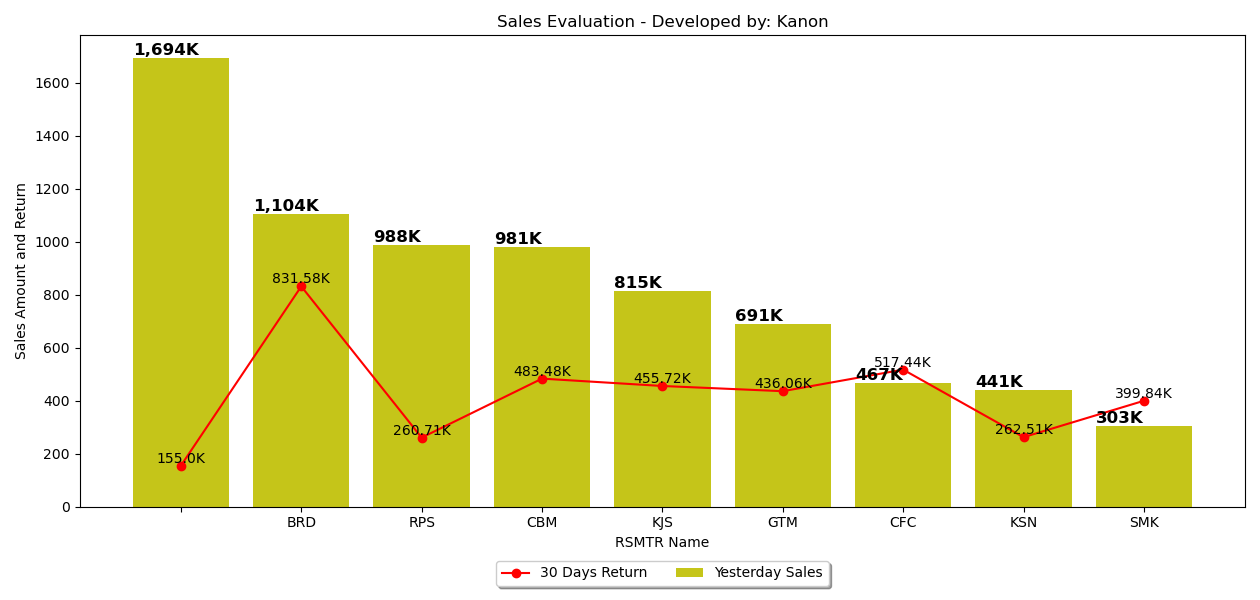 Sales Evaluation - Developed by: Kanon
Sales Amount and Return
1600
1400
1200
1000
800
600
400
200
0
1,694K
1,104K
988K
981K
815K
691K
467K
441K
303K
155.0K
831.58K
260.71K
483.48K
455.72K
436.06K
517.44K
262.51K
399.84K
BRD RPS CBM KJS GTM CFC KSN SMK
RSMTR Name
30 Days Return Yesterday Sales